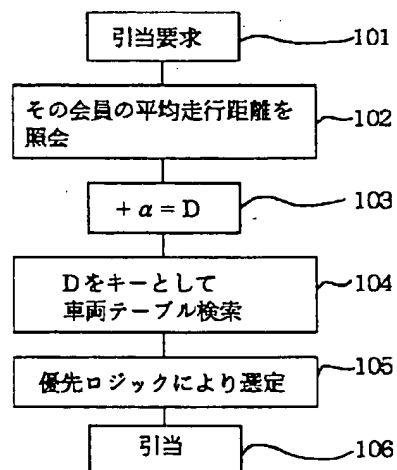 引当要求
101
その会員の平均走行距離を
照会
102
+α=D
103
Dをキーとして
車両テーブル検索
104
優先ロジックにより選定
105
引当
106